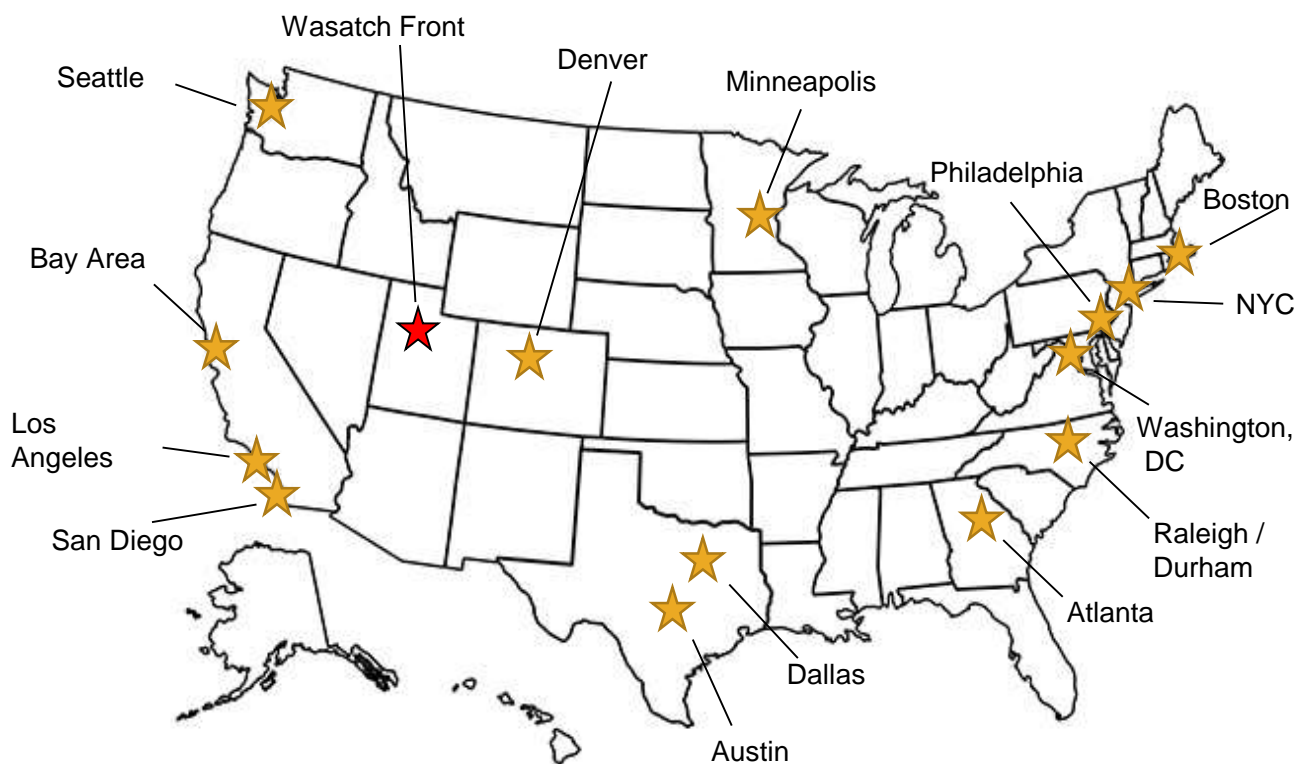 Wasatch Front
Denver
Seattle
Minneapolis
Philadelphia
Boston
Bay Area
NYC
Los
Angeles
Washington,
DC
San Diego
Raleigh /
Durham
Atlanta
Dallas
Austin